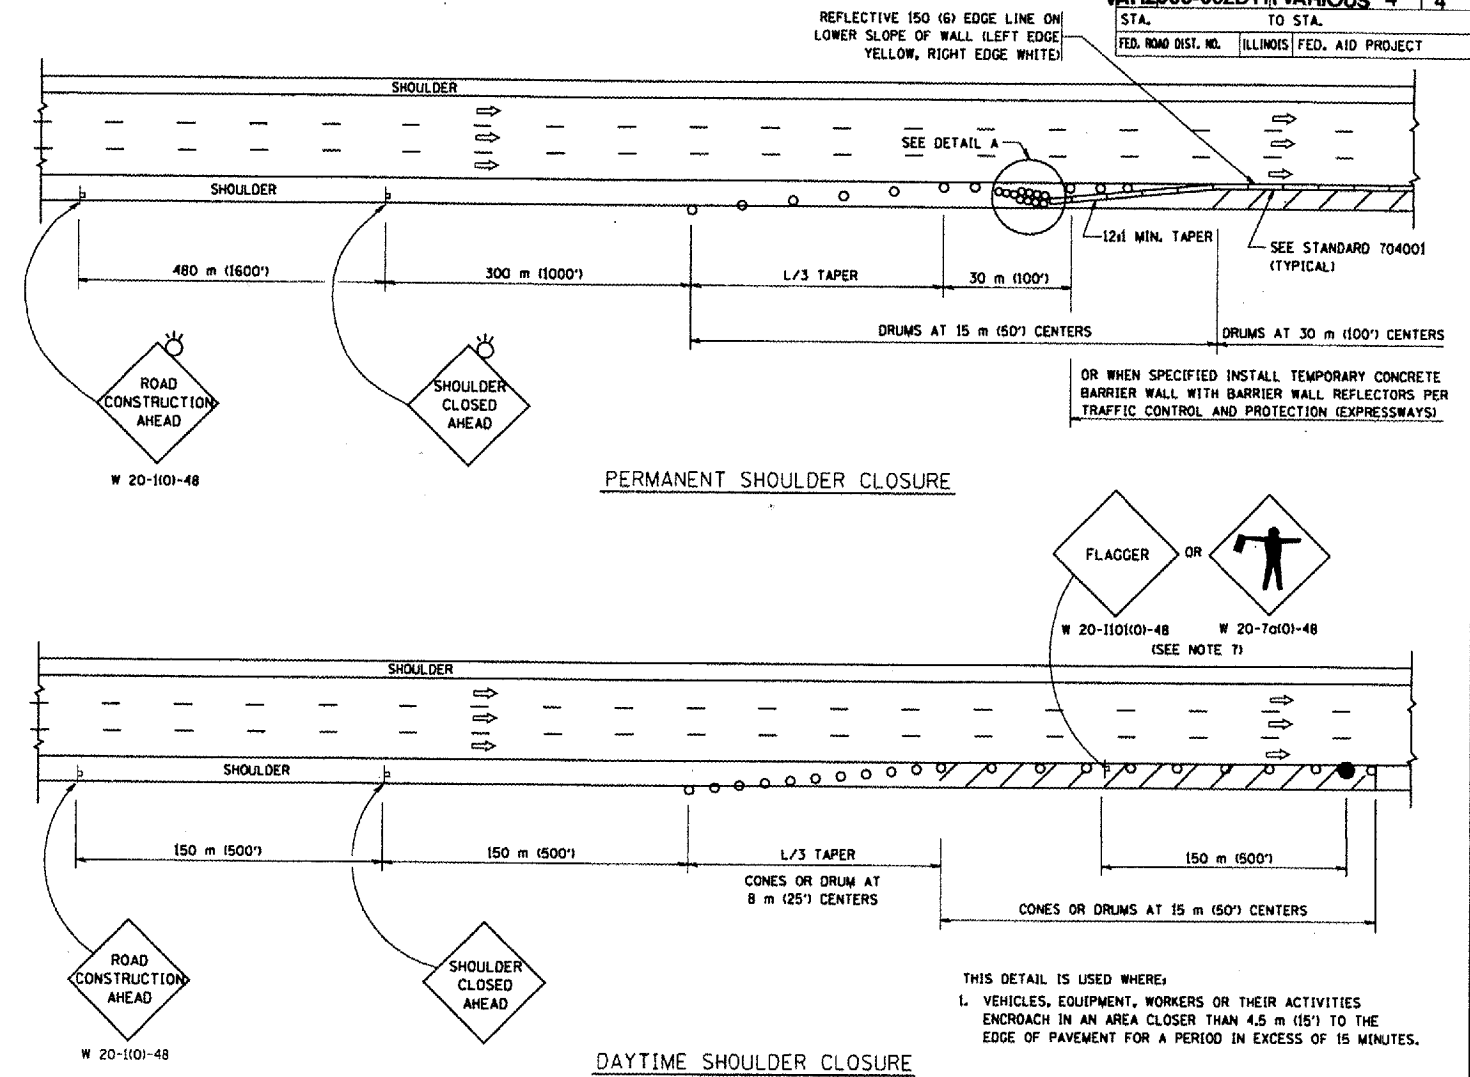 VARIOUS 4 4
STA. TO STA.
FED. ROAD DIST. NO. ILLINOIS FED. AID PROJECT
REFLECTIVE 150 (6) EDGE LINE ON
LOWER SLOPE OF WALL (LEFT EDGE
YELLOW, RIGHT EDGE WHITE)
SHOULDER
SEE DETAIL A
SHOULDER
12:1 MIN. TAPER
SEE STANDARD 704001
(TYPICAL)
480 m (1600')
300 m (1000')
L/3 TAPER
30 m (100')
DRUMS AT 15 m (50') CENTERS
DRUMS AT 30 m (100') CENTERS
OR WHEN SPECIFIED INSTALL TEMPORARY CONCRETE
BARRIER WALL WITH BARRIER WALL REFLECTORS PER
TRAFFIC CONTROL AND PROTECTION (EXPRESSWAYS)
ROAD
CONSTRUCTION
AHEAD
W 20-1(O)-48
SHOULDER
CLOSED
AHEAD
PERMANENT SHOULDER CLOSURE
FLAGGER
OR
W 20-I101(O)-48
W 20-7a(O)-48
(SEE NOTE 7)
SHOULDER
SHOULDER
150 m (500')
150 m (500')
L/3 TAPER
CONES OR DRUM AT
8 m (25') CENTERS
150 m (500')
CONES OR DRUMS AT 15 m (50') CENTERS
ROAD
CONSTRUCTION
AHEAD
W 20-1(O)-48
SHOULDER
CLOSED
AHEAD
THIS DETAIL IS USED WHERE:
1. VEHICLES, EQUIPMENT, WORKERS OR THEIR ACTIVITIES
ENCROACH IN AN AREA CLOSER THAN 4.5 m (15') TO THE
EDGE OF PAVEMENT FOR A PERIOD IN EXCESS OF 15 MINUTES.
DAYTIME SHOULDER CLOSURE